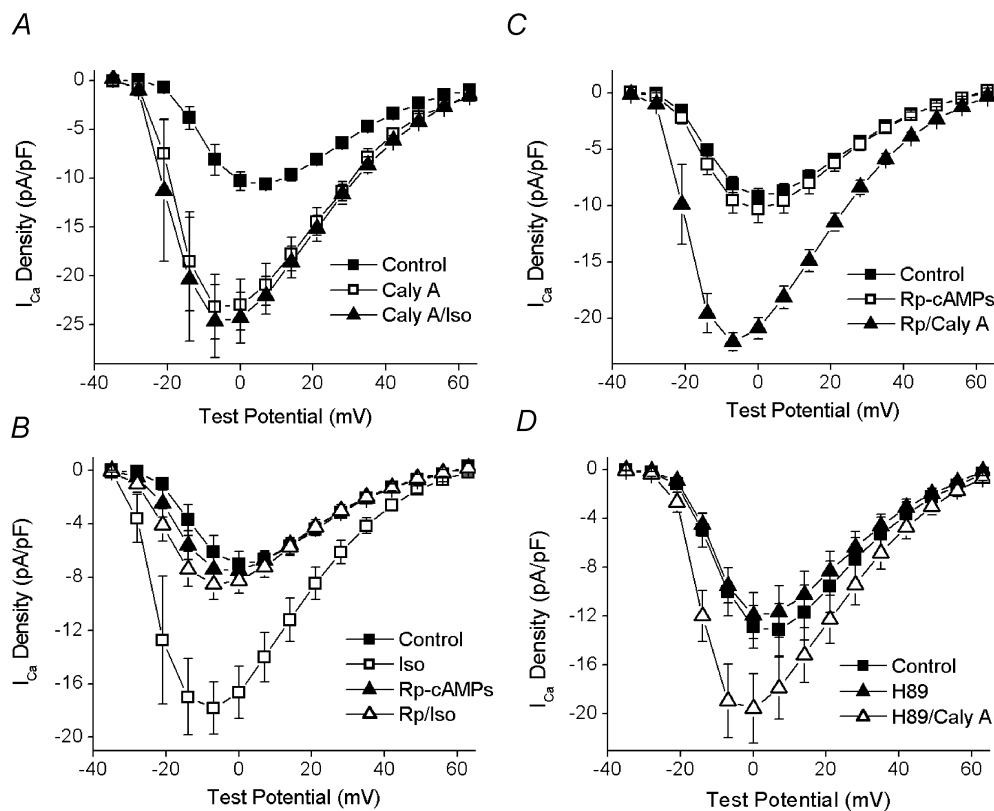 A
0
-5
-10
-15
-20
-25
I_Ca Density (pA/pF)
Control
Caly A
Caly A/Iso
-40 -20 0 20 40 60
Test Potential (mV)
C
0
-5
-10
-15
-20
I_Ca Density (pA/pF)
Control
Rp-cAMPs
Rp/Caly A
-40 -20 0 20 40 60
Test Potential (mV)
B
0
-4
-8
-12
-16
-20
I_Ca Density (pA/pF)
Control
Iso
Rp-cAMPs
Rp/Iso
-40 -20 0 20 40 60
Test Potential (mV)
D
0
-4
-8
-12
-16
-20
I_Ca Density (pA/pF)
Control
H89
H89/Caly A
-40 -20 0 20 40 60
Test Potential (mV)